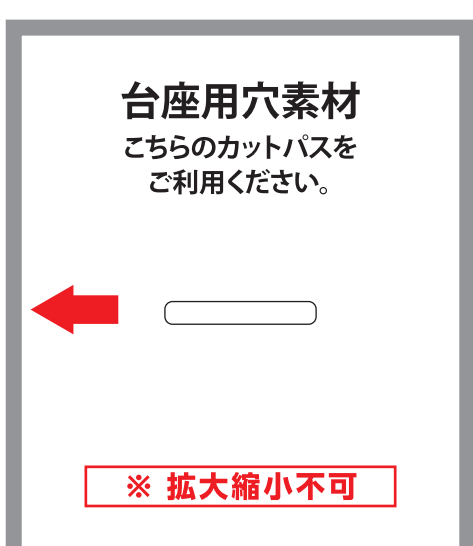 台座用穴素材
こちらのカットパスを
ご利用ください。
※ 拡大縮小不可